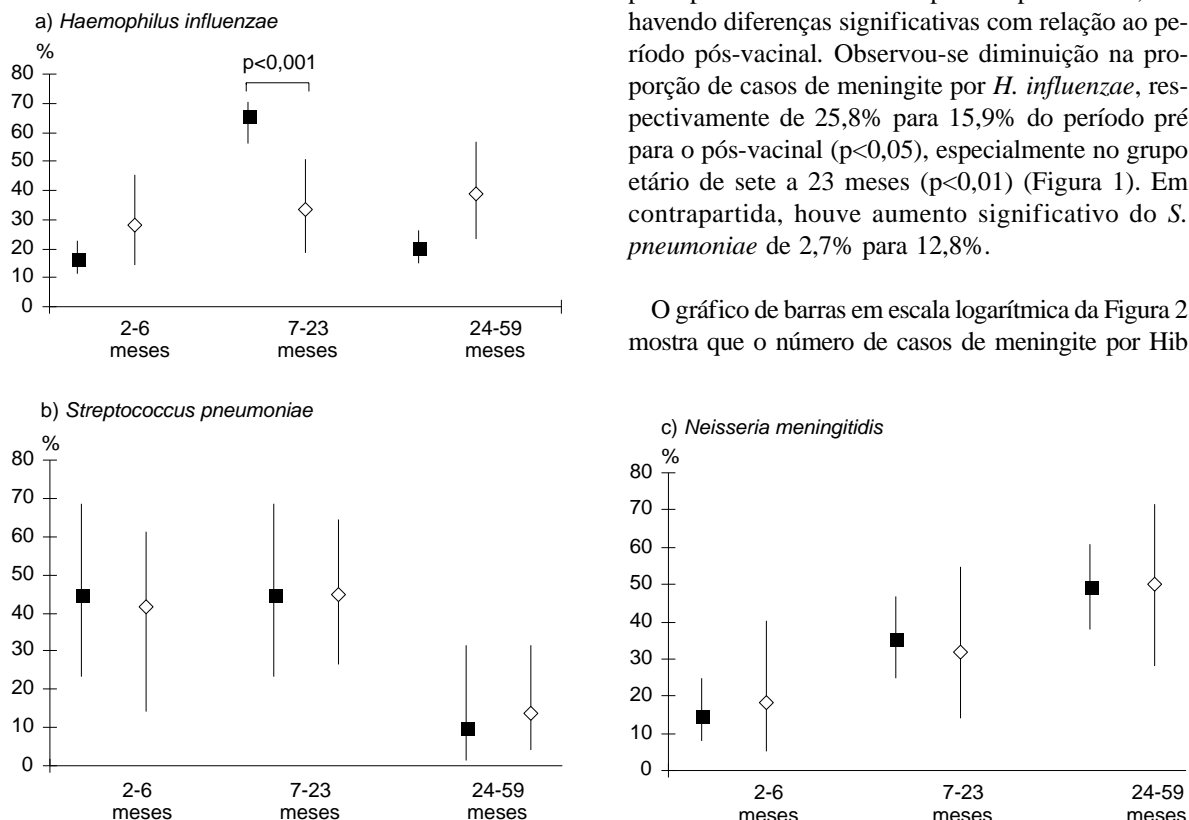 a) Haemophilus influenzae
%
p<0,001
80
70
60
50
40
30
20
10
0
2-6
meses
7-23
meses
24-59
meses
havendo diferenças significativas com relação ao pe-
ríodo pós-vacinal. Observou-se diminuição na pro-
porção de casos de meningite por H. influenzae, res-
pectivamente de 25,8% para 15,9% do período pré
para o pós-vacinal (p<0,05), especialmente no grupo
etário de sete a 23 meses (p<0,01) (Figura 1). Em
contrapartida, houve aumento significativo do S.
pneumoniae de 2,7% para 12,8%.
O gráfico de barras em escala logarítmica da Figura 2
mostra que o número de casos de meningite por Hib
b) Streptococcus pneumoniae
%
80
70
60
50
40
30
20
10
0
2-6
meses
7-23
meses
24-59
meses
c) Neisseria meningitidis
%
80
70
60
50
40
30
20
10
0
2-6
meses
7-23
meses
24-59
meses